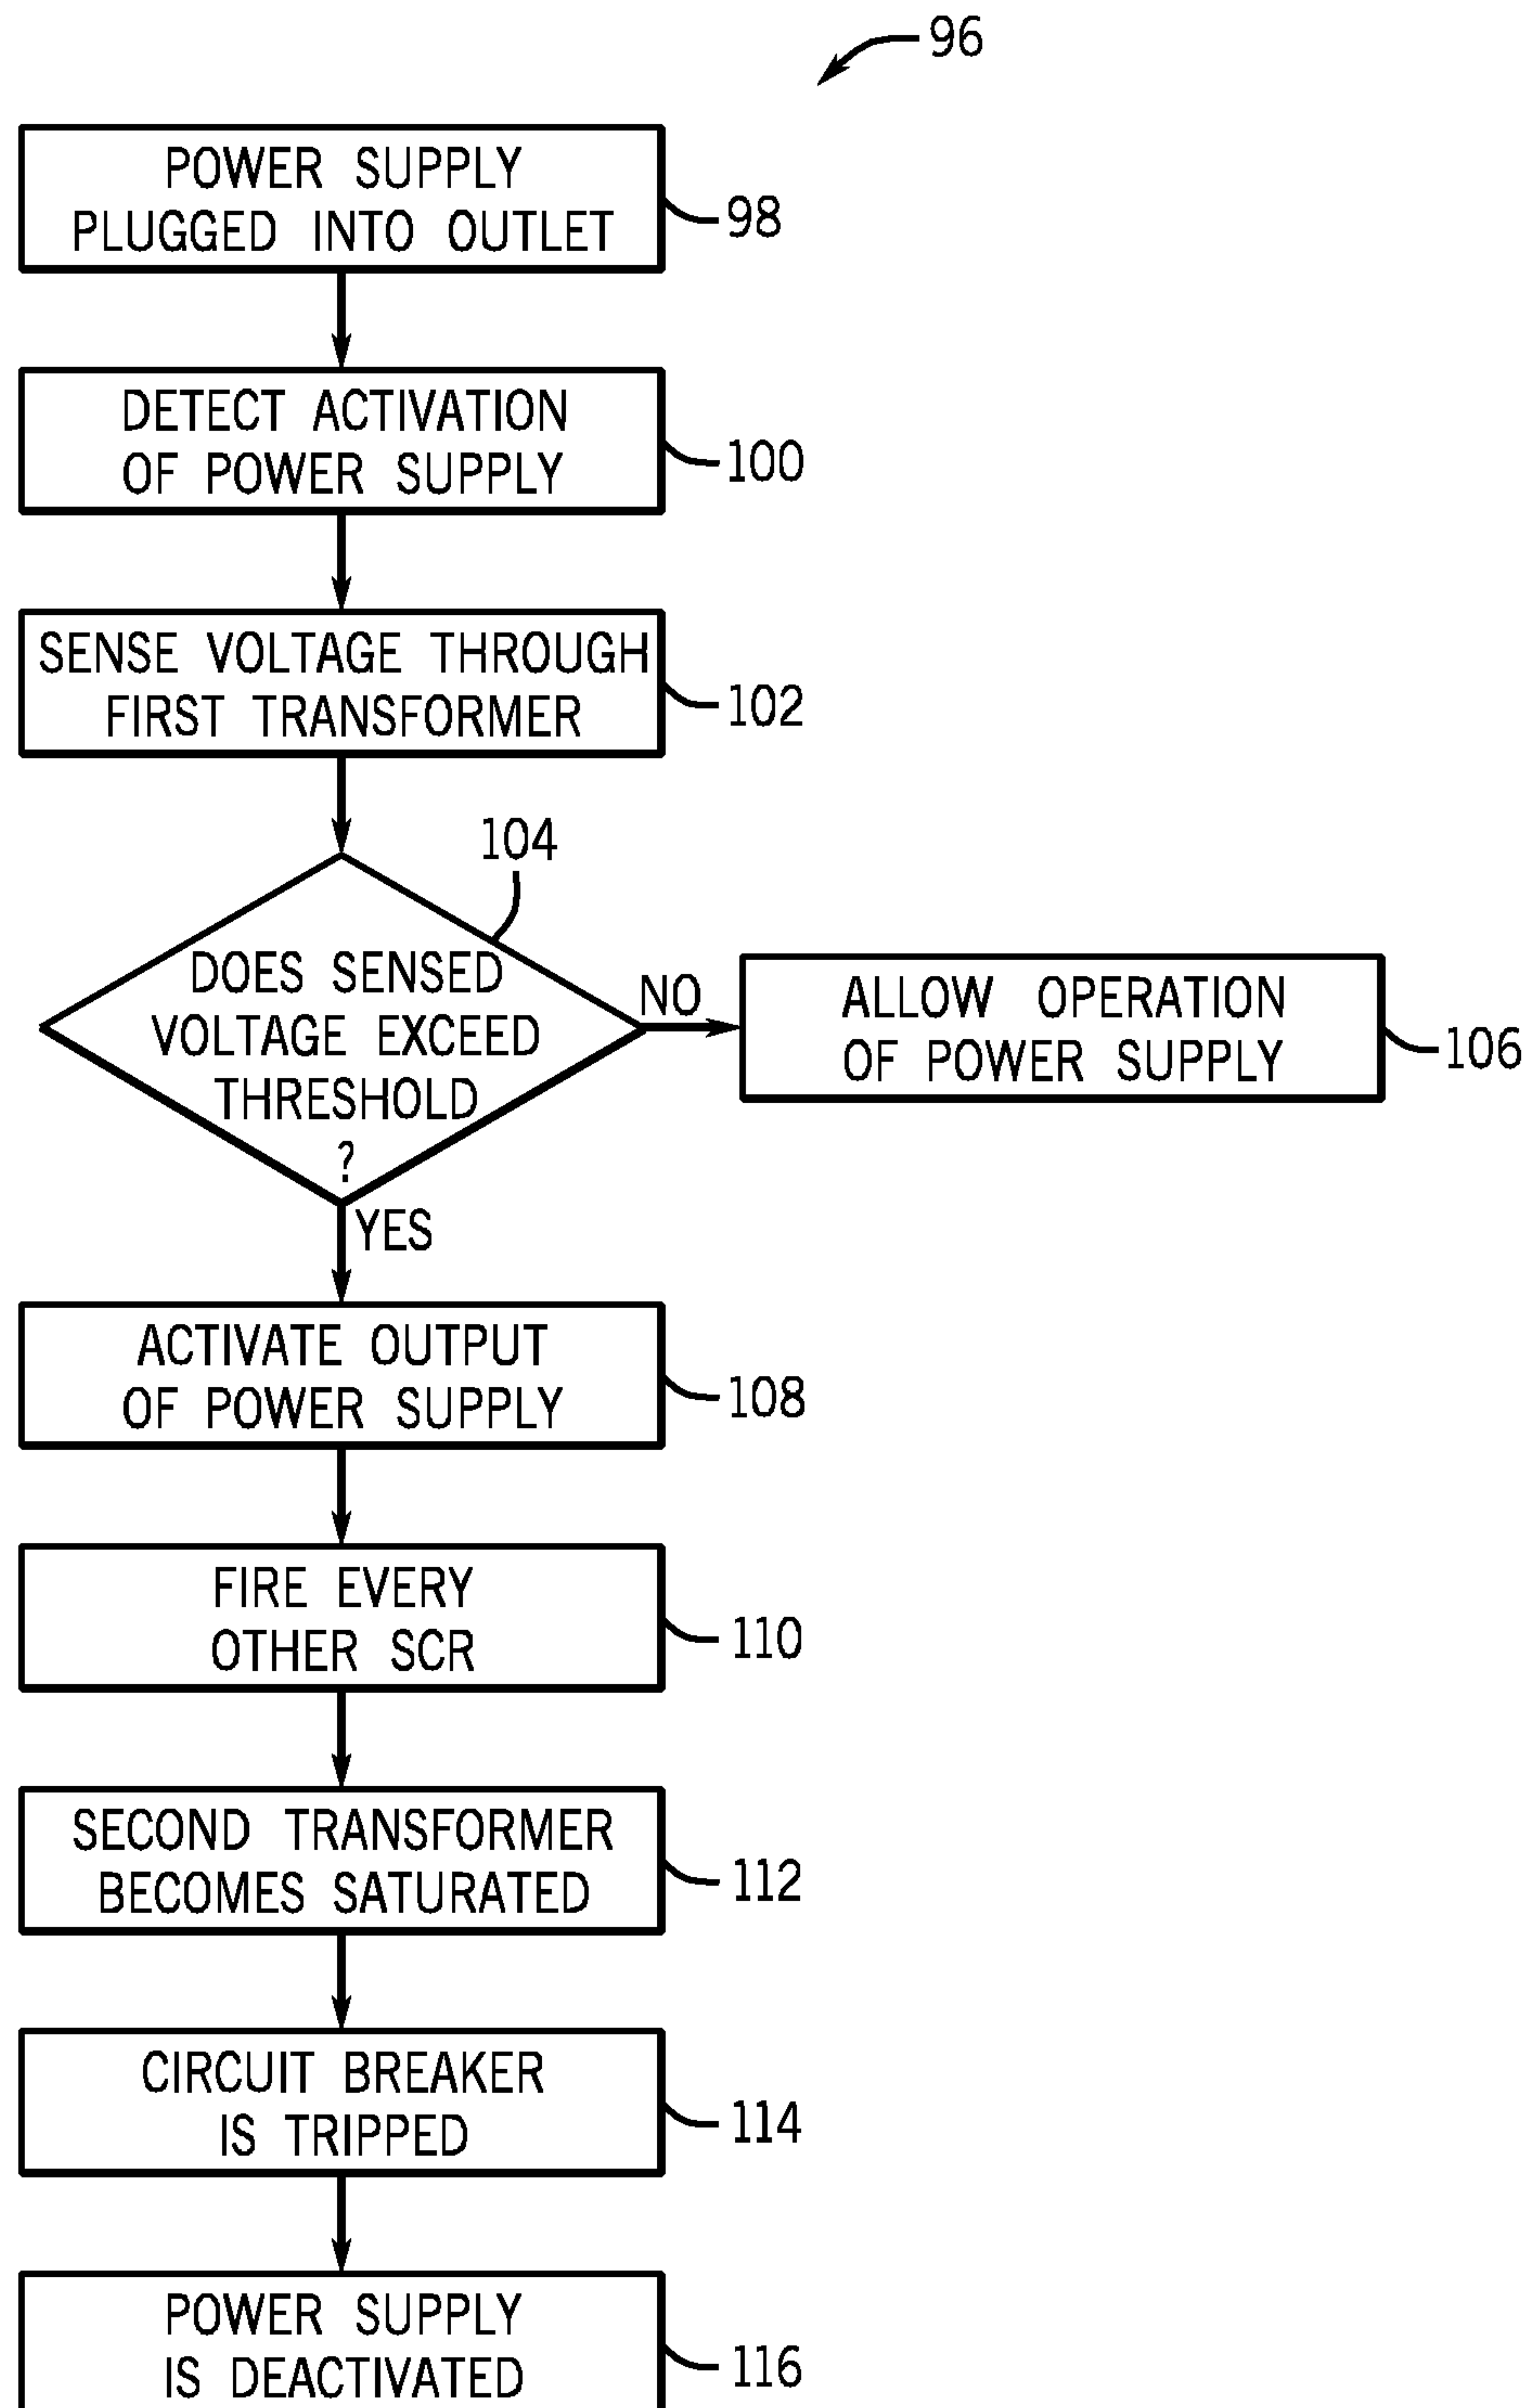 96
POWER SUPPLY
PLUGGED INTO OUTLET
98
DETECT ACTIVATION
OF POWER SUPPLY
100
SENSE VOLTAGE THROUGH
FIRST TRANSFORMER
102
104
DOES SENSED
VOLTAGE EXCEED
THRESHOLD
?
NO
ALLOW OPERATION
OF POWER SUPPLY
106
YES
ACTIVATE OUTPUT
OF POWER SUPPLY
108
FIRE EVERY
OTHER SCR
110
SECOND TRANSFORMER
BECOMES SATURATED
112
CIRCUIT BREAKER
IS TRIPPED
114
POWER SUPPLY
IS DEACTIVATED
116